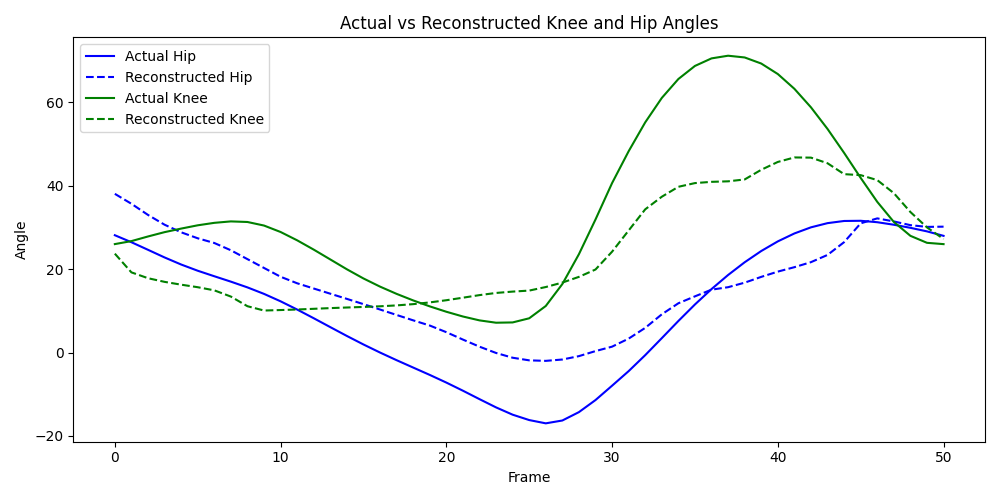 Actual vs Reconstructed Knee and Hip Angles
Actual Hip
Reconstructed Hip
Actual Knee
Reconstructed Knee
Angle
60
40
20
0
−20
0 10 20 30 40 50
Frame